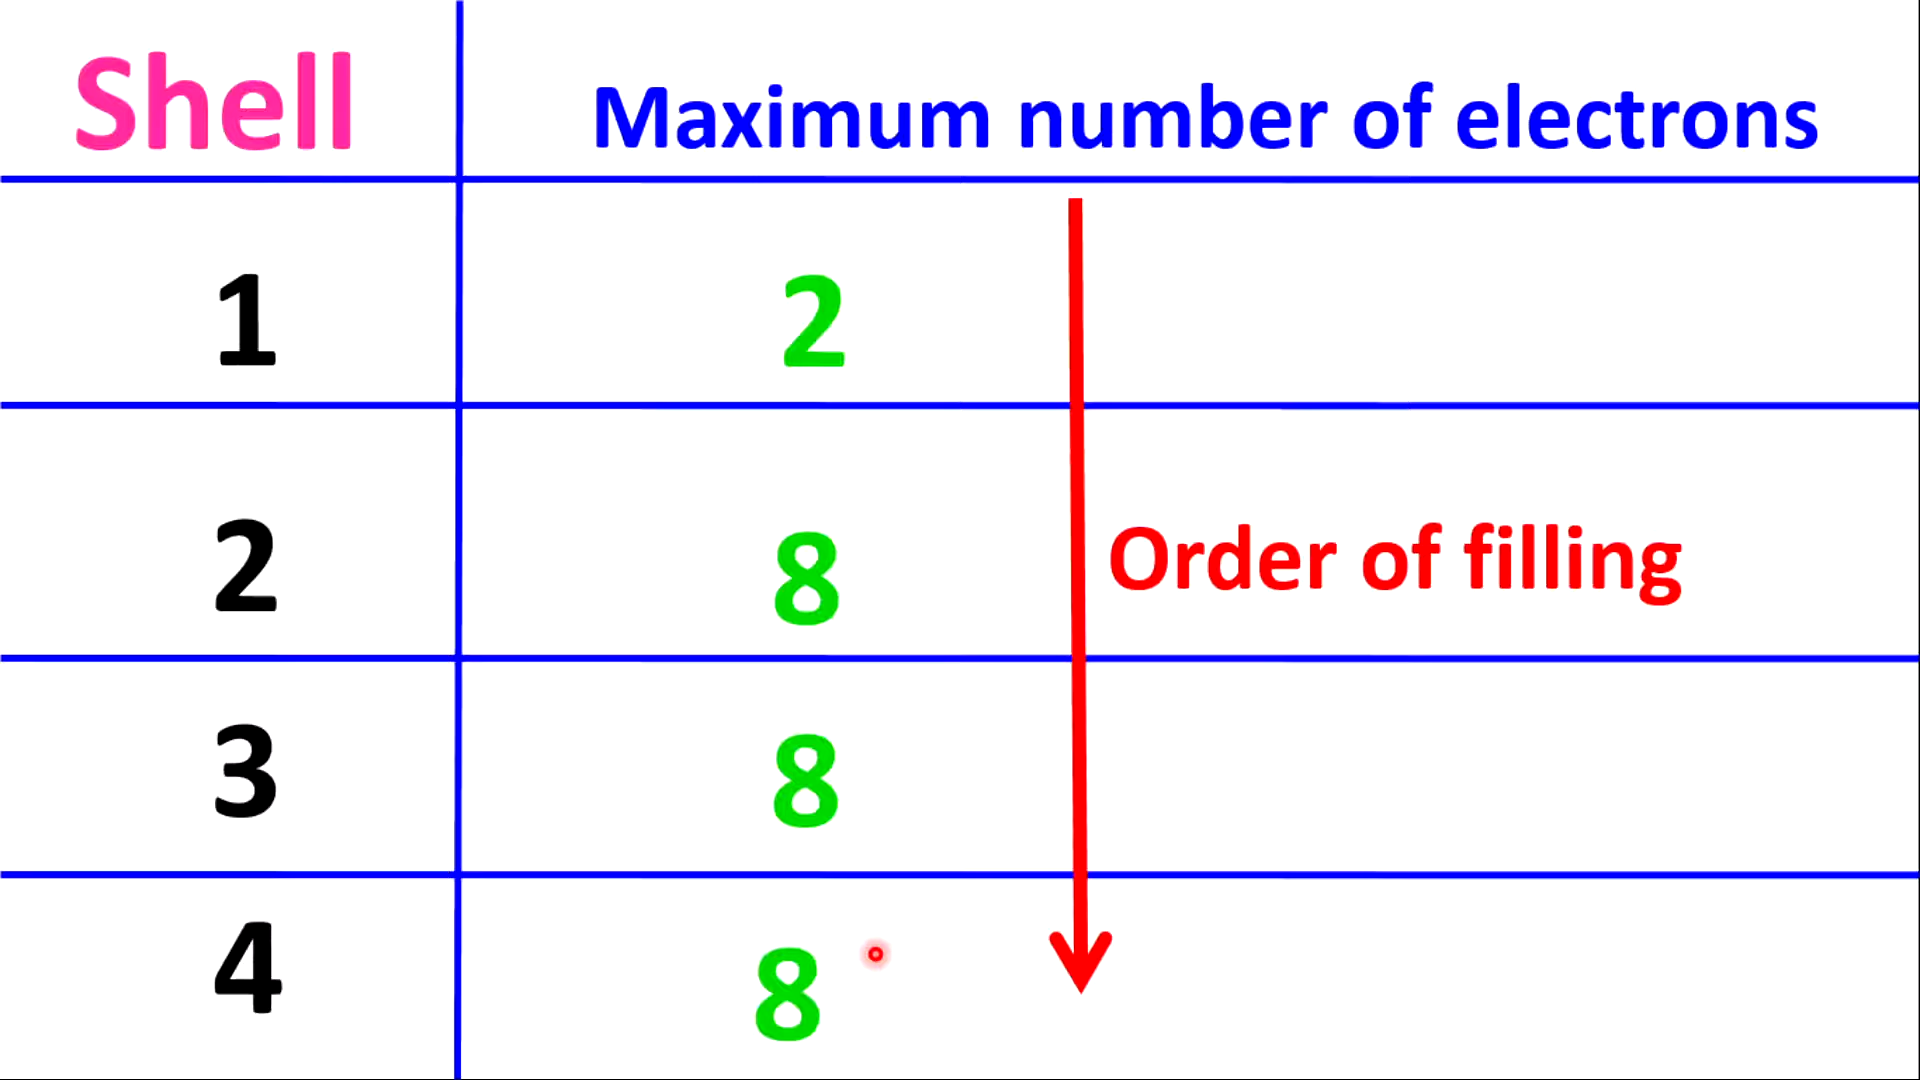 Shell Maximum number of electrons
1 2
2 8 Order of filling
3 8
4 8